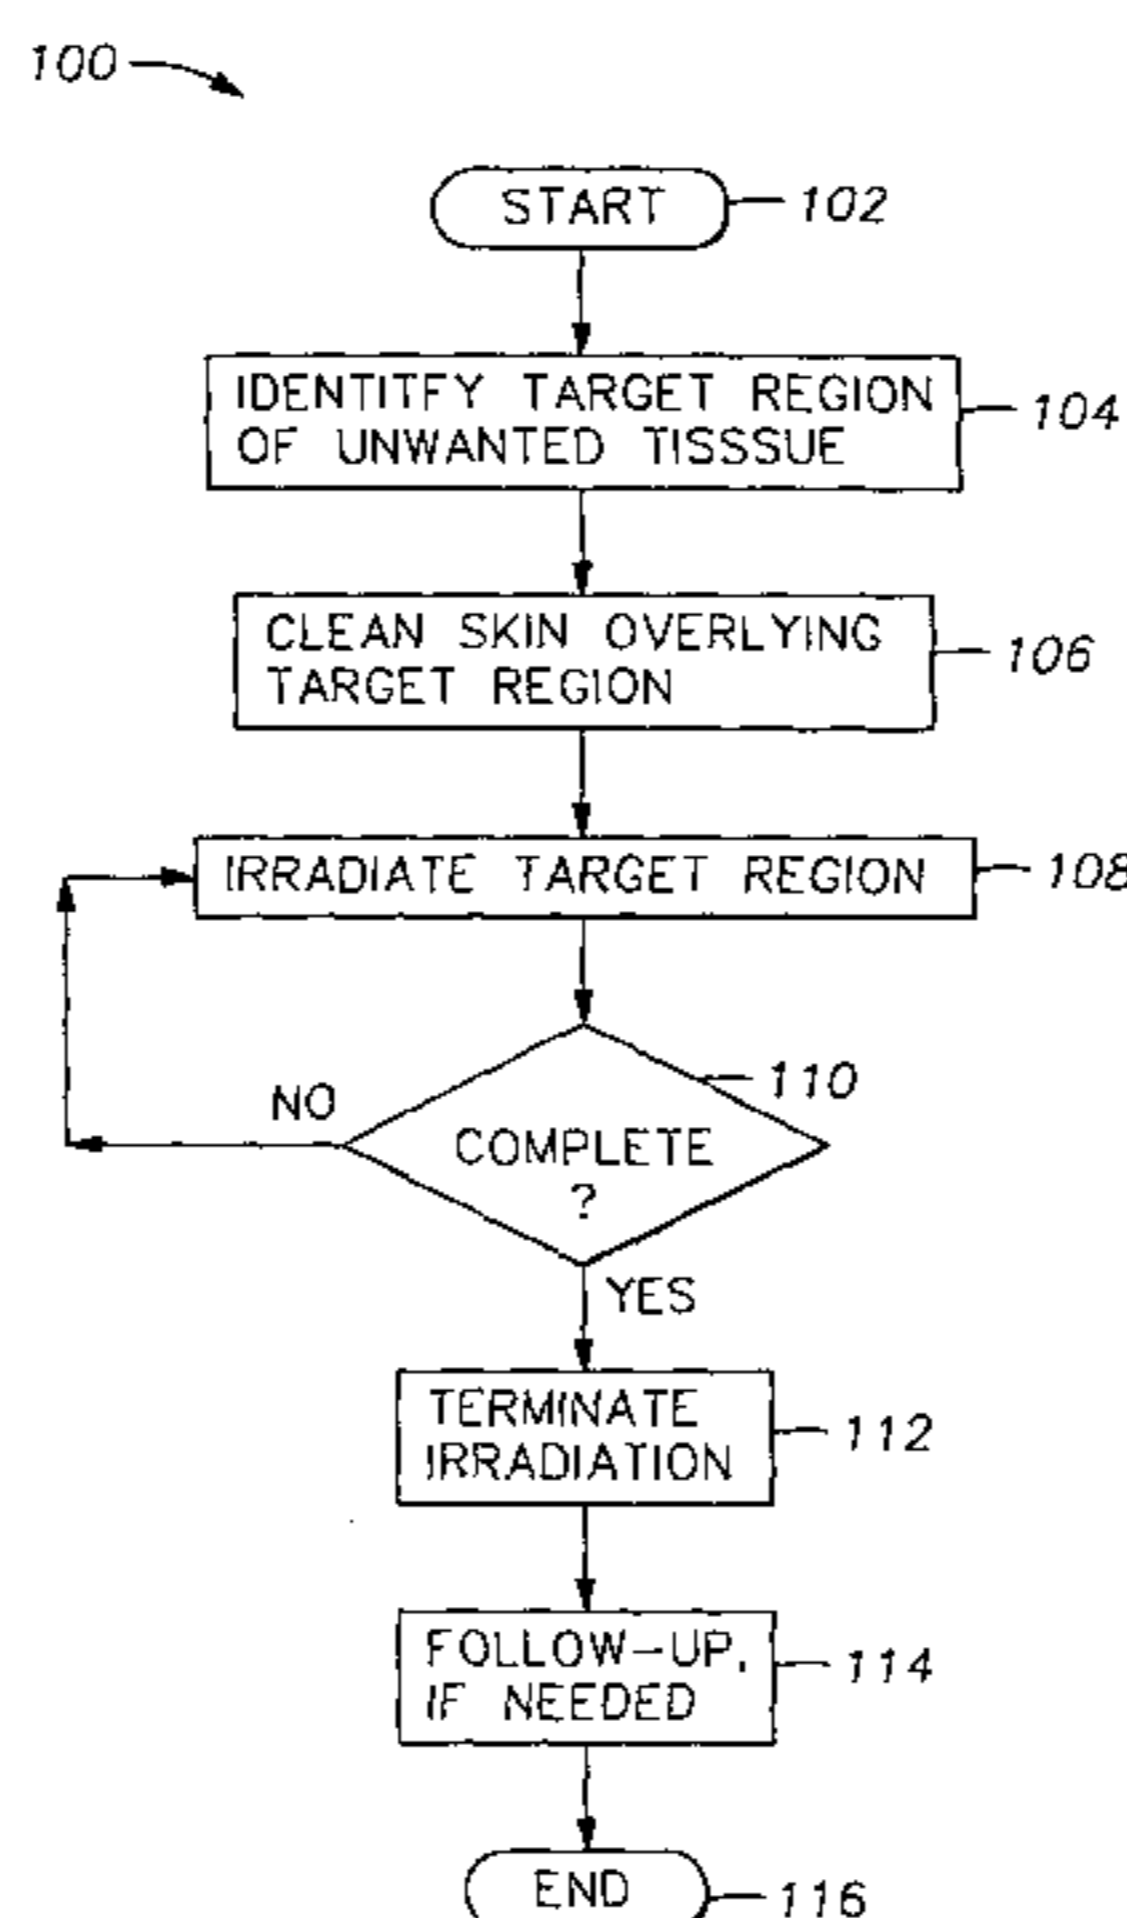 100
START
102
IDENTITFY TARGET REGION
OF UNWANTED TISSSUE
104
CLEAN SKIN OVERLYING
TARGET REGION
106
IRRADIATE TARGET REGION
108
110
NO
COMPLETE
?
YES
TERMINATE
IRRADIATION
112
FOLLOW-UP,
IF NEEDED
114
END
116